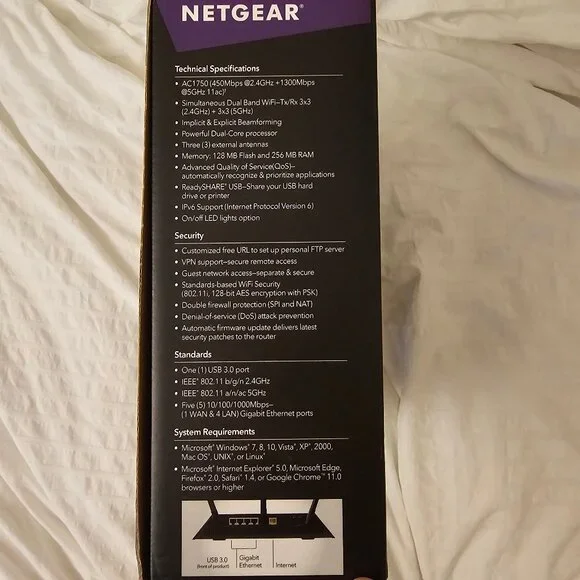 NETGEAR®
Technical Specifications
• AC1750 (450Mbps @2.4GHz +1300Mbps
@5GHz 11ac)†
• Simultaneous Dual Band WiFi—Tx/Rx 3x3
(2.4GHz) + 3x3 (5GHz)
• Implicit & Explicit Beamforming
• Powerful Dual-Core processor
• Three (3) external antennas
• Memory: 128 MB Flash and 256 MB RAM
• Advanced Quality of Service(QoS)–
automatically recognize & prioritize applications
• ReadySHARE® USB–Share your USB hard
drive or printer
• IPv6 Support (Internet Protocol Version 6)
• On/off LED lights option
Security
• Customized free URL to set up personal FTP server
• VPN support–secure remote access
• Guest network access–separate & secure
• Standards-based WiFi Security
(802.11i, 128-bit AES encryption with PSK)
• Double firewall protection (SPI and NAT)
• Denial-of-service (DoS) attack prevention
• Automatic firmware update delivers latest
security patches to the router
Standards
• One (1) USB 3.0 port
• IEEE® 802.11 b/g/n 2.4GHz
• IEEE® 802.11 a/n/ac 5GHz
• Five (5) 10/100/1000Mbps–
(1 WAN & 4 LAN) Gigabit Ethernet ports
System Requirements
• Microsoft® Windows® 7, 8, 10, Vista®, XP®, 2000,
Mac OS®, UNIX®, or Linux®
• Microsoft® Internet Explorer® 5.0, Microsoft Edge,
Firefox® 2.0, Safari® 1.4, or Google Chrome™ 11.0
browsers or higher
USB 3.0
(front of product)
Gigabit
Ethernet
Internet